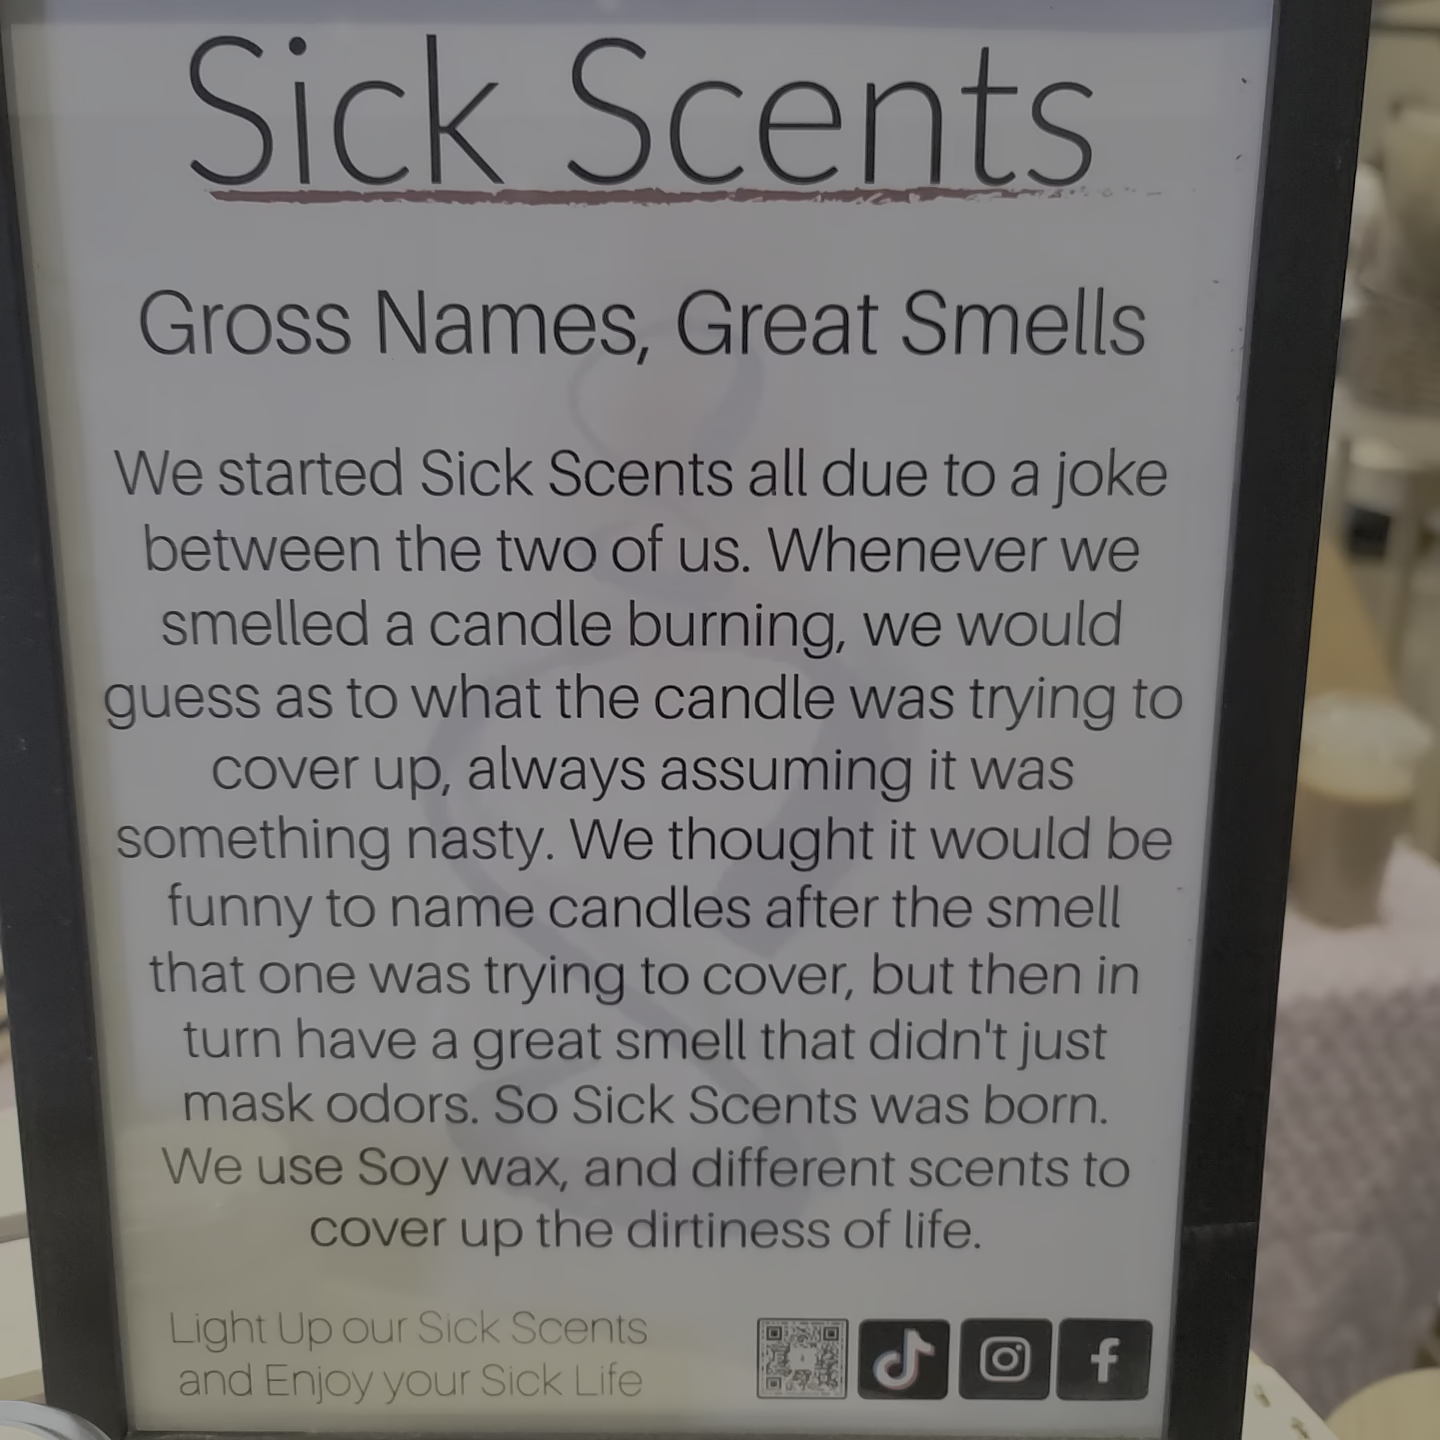 Sick Scents
Gross Names, Great Smells
We started Sick Scents all due to a joke
between the two of us. Whenever we
smelled a candle burning, we would
guess as to what the candle was trying to
cover up, always assuming it was
something nasty. We thought it would be
funny to name candles after the smell
that one was trying to cover, but then in
turn have a great smell that didn't just
mask odors. So Sick Scents was born.
We use Soy wax, and different scents to
cover up the dirtiness of life.
Light Up our Sick Scents
and Enjoy your Sick Life